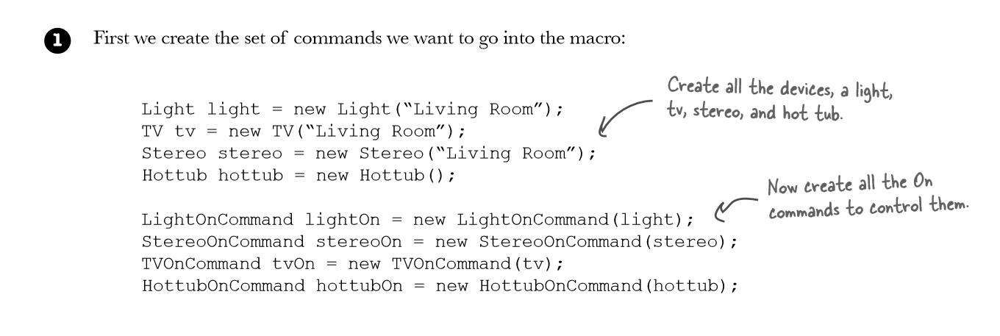 1 First we create the set of commands we want to go into the macro:
Create all the devices, a light,
tv, stereo, and hot tub.
Light light = new Light(“Living Room”);
TV tv = new TV(“Living Room”);
Stereo stereo = new Stereo(“Living Room”);
Hottub hottub = new Hottub();
Now create all the On
commands to control them.
LightOnCommand lightOn = new LightOnCommand(light);
StereoOnCommand stereoOn = new StereoOnCommand(stereo);
TVOnCommand tvOn = new TVOnCommand(tv);
HottubOnCommand hottubOn = new HottubOnCommand(hottub);